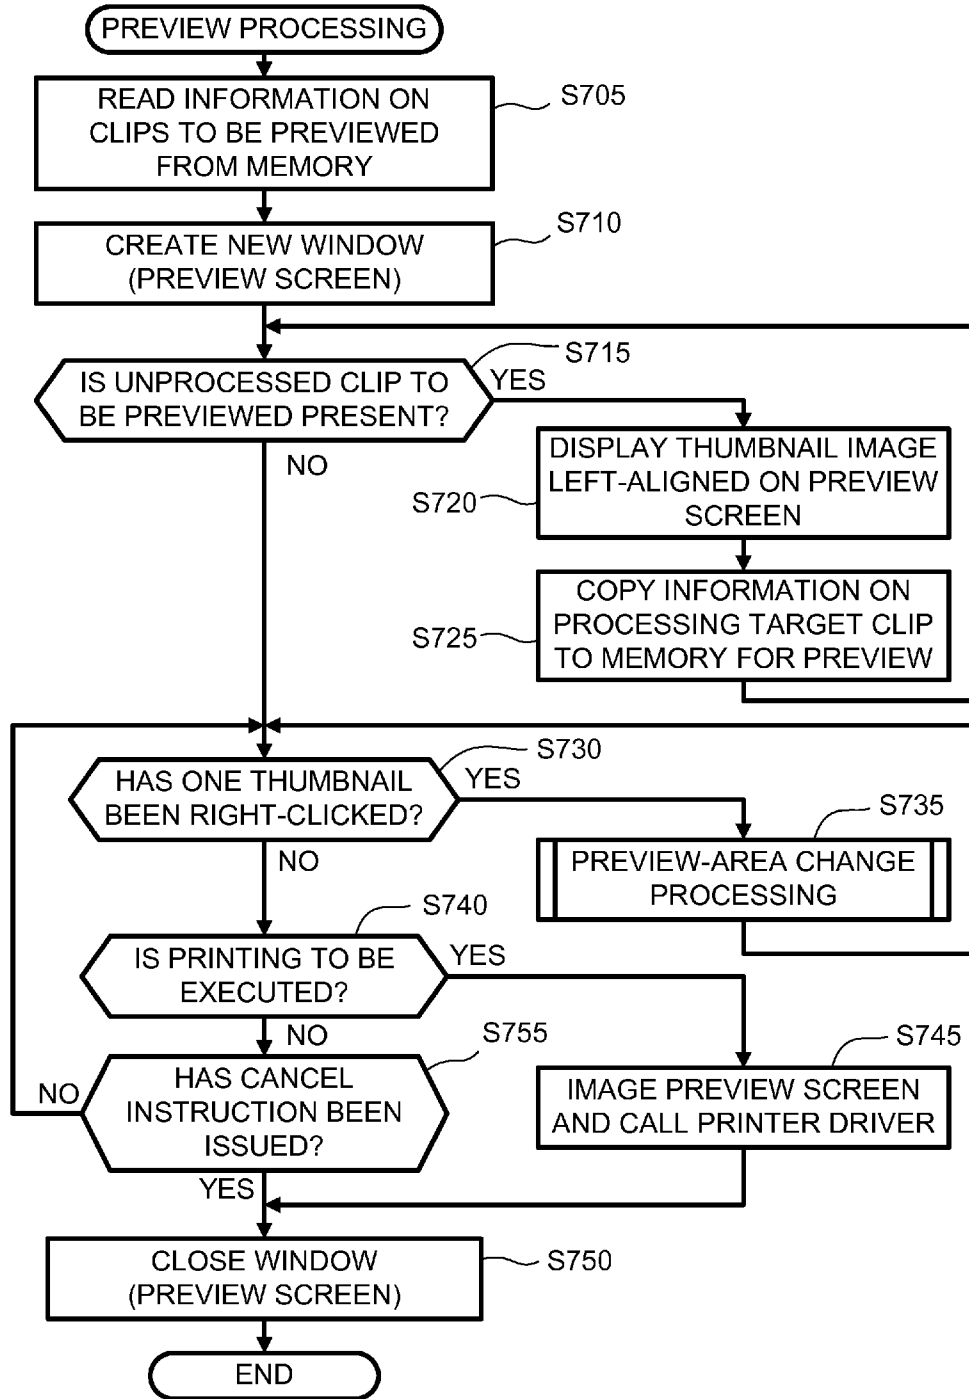 PREVIEW PROCESSING
READ INFORMATION ON
CLIPS TO BE PREVIEWED
FROM MEMORY
S705
CREATE NEW WINDOW
(PREVIEW SCREEN)
S710
IS UNPROCESSED CLIP TO
BE PREVIEWED PRESENT?
S715
YES
NO
DISPLAY THUMBNAIL IMAGE
LEFT-ALIGNED ON PREVIEW
SCREEN
S720
COPY INFORMATION ON
PROCESSING TARGET CLIP
TO MEMORY FOR PREVIEW
S725
HAS ONE THUMBNAIL
BEEN RIGHT-CLICKED?
S730
YES
NO
PREVIEW-AREA CHANGE
PROCESSING
S735
IS PRINTING TO BE
EXECUTED?
S740
YES
NO
IMAGE PREVIEW SCREEN
AND CALL PRINTER DRIVER
S745
HAS CANCEL
INSTRUCTION BEEN
ISSUED?
S755
NO
YES
CLOSE WINDOW
(PREVIEW SCREEN)
S750
END